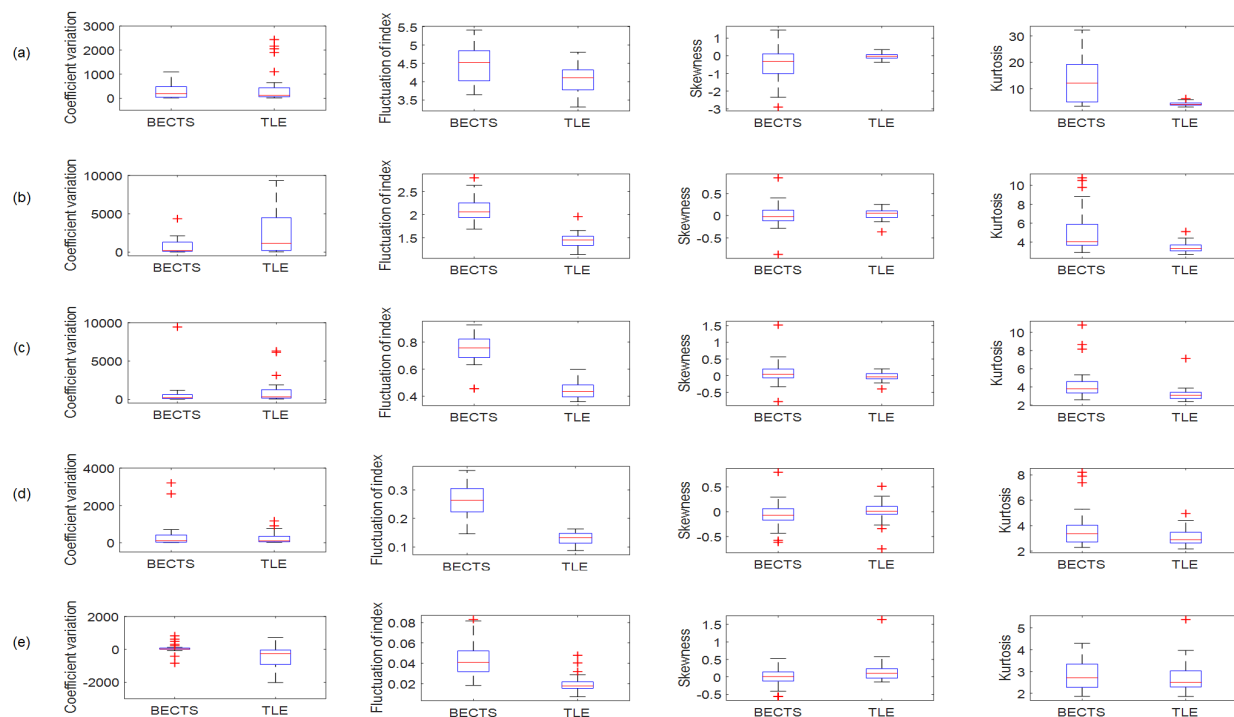 (a)
Coefficient variation
3000
2000
1000
0
BECTS
TLE
Fluctuation of index
5.5
5
4.5
4
3.5
BECTS
TLE
Skewness
1
0
-1
-2
-3
BECTS
TLE
Kurtosis
30
20
10
BECTS
TLE
(b)
Coefficient variation
10000
5000
0
BECTS
TLE
Fluctuation of index
2.5
2
1.5
BECTS
TLE
Skewness
0.5
0
-0.5
BECTS
TLE
Kurtosis
10
8
6
4
BECTS
TLE
(c)
Coefficient variation
10000
5000
0
BECTS
TLE
Fluctuation of index
0.8
0.6
0.4
BECTS
TLE
Skewness
1.5
1
0.5
0
-0.5
BECTS
TLE
Kurtosis
10
8
6
4
2
BECTS
TLE
(d)
Coefficient variation
4000
2000
0
BECTS
TLE
Fluctuation of index
0.3
0.2
0.1
BECTS
TLE
Skewness
0.5
0
-0.5
BECTS
TLE
Kurtosis
8
6
4
2
BECTS
TLE
(e)
Coefficient variation
2000
0
-2000
BECTS
TLE
Fluctuation of index
0.08
0.06
0.04
0.02
BECTS
TLE
Skewness
1.5
1
0.5
0
-0.5
BECTS
TLE
Kurtosis
5
4
3
2
BECTS
TLE